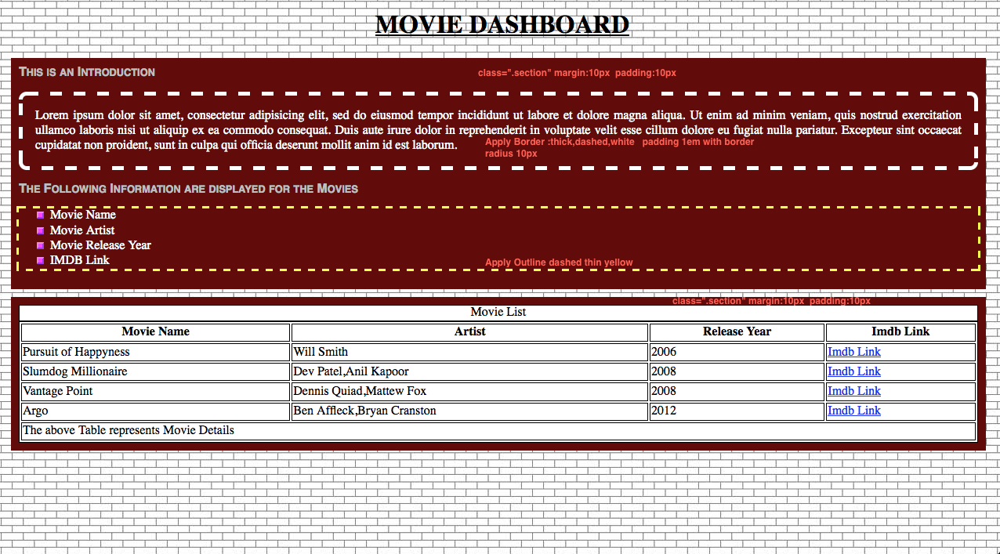 MOVIE DASHBOARD
THIS IS AN INTRODUCTION
class=".section" margin:10px padding:10px
Lorem ipsum dolor sit amet, consectetur adipisicing elit, sed do eiusmod tempor incididunt ut labore et dolore magna aliqua. Ut enim ad minim veniam, quis nostrud exercitation
ullamco laboris nisi ut aliquip ex ea commodo consequat. Duis aute irure dolor in reprehenderit in voluptate velit esse cillum dolore eu fugiat nulla pariatur. Excepteur sint occaecat
cupidatat non proident, sunt in culpa qui officia deserunt mollit anim id est laborum.
Apply Border :thick,dashed,white padding 1em with border
radius 10px
THE FOLLOWING INFORMATION ARE DISPLAYED FOR THE MOVIES
Movie Name
Movie Artist
Movie Release Year
IMDB Link
Apply Outline dashed thin yellow
class=".section" margin:10px padding:10px
Movie List
Movie Name Artist Release Year Imdb Link
Pursuit of Happyness Will Smith 2006 Imdb Link
Slumdog Millionaire Dev Patel,Anil Kapoor 2008 Imdb Link
Vantage Point Dennis Quiad,Mattew Fox 2008 Imdb Link
Argo Ben Affleck,Bryan Cranston 2012 Imdb Link
The above Table represents Movie Details